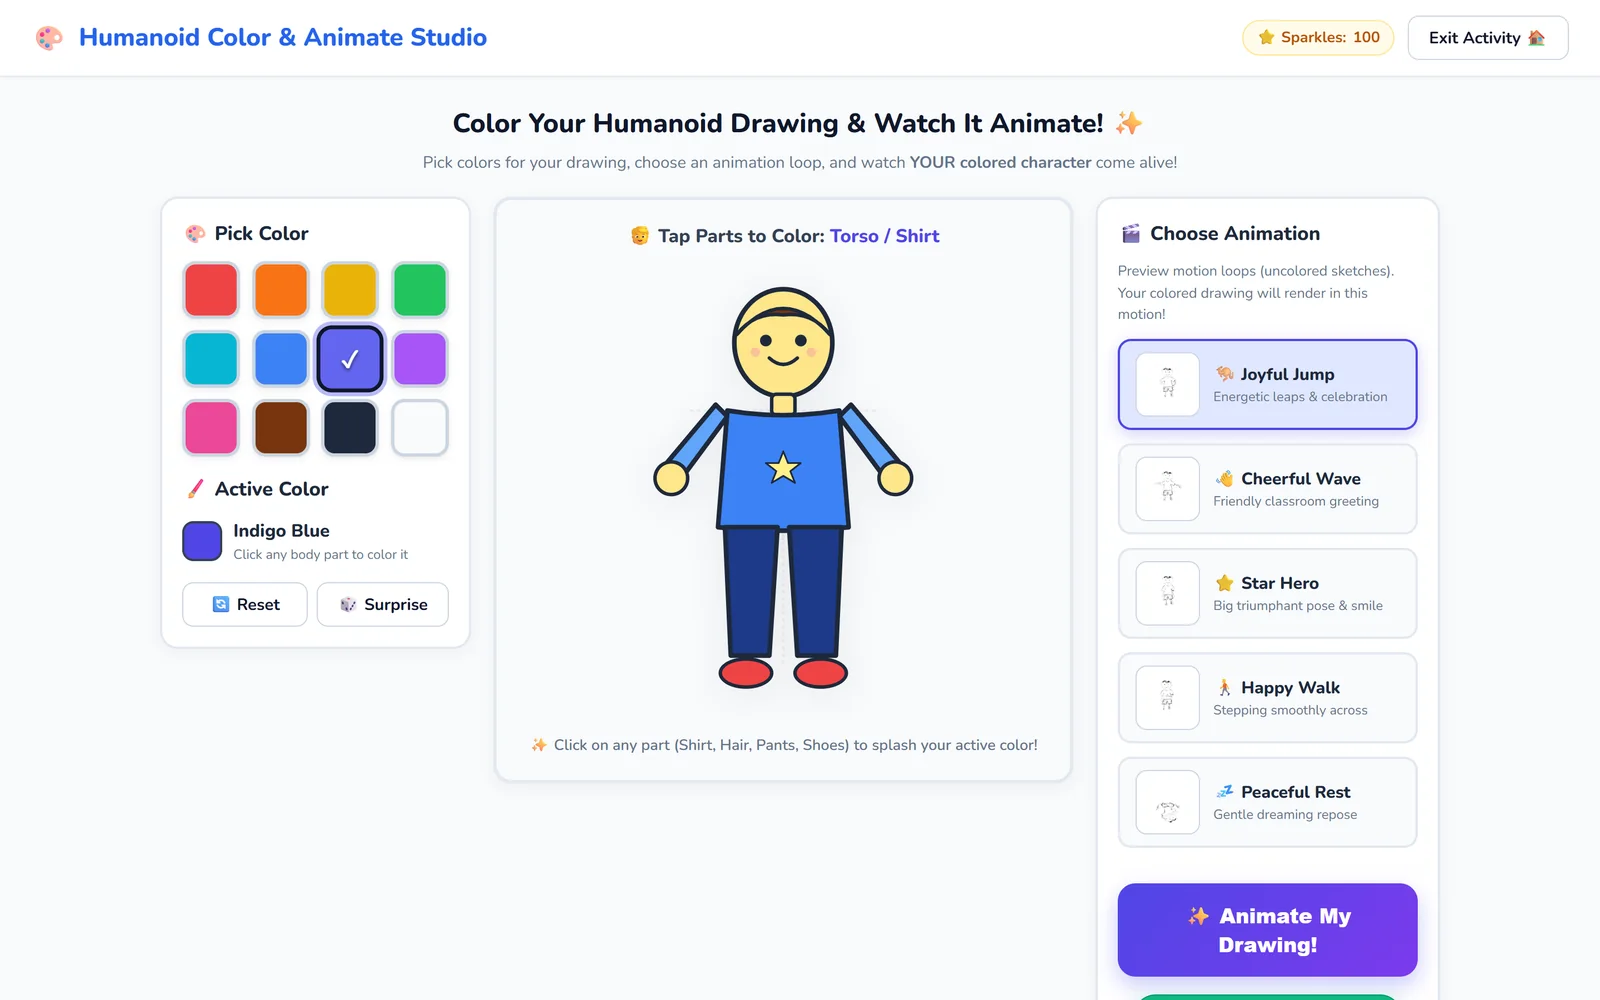 Humanoid Color & Animate Studio
Sparkles: 100
Exit Activity
Color Your Humanoid Drawing & Watch It Animate!
Pick colors for your drawing, choose an animation loop, and watch YOUR colored character come alive!
Pick Color
Active Color
Indigo Blue
Click any body part to color it
Reset
Surprise
Tap Parts to Color: Torso / Shirt
Click on any part (Shirt, Hair, Pants, Shoes) to splash your active color!
Choose Animation
Preview motion loops (uncolored sketches).
Your colored drawing will render in this
motion!
Joyful Jump
Energetic leaps & celebration
Cheerful Wave
Friendly classroom greeting
Star Hero
Big triumphant pose & smile
Happy Walk
Stepping smoothly across
Peaceful Rest
Gentle dreaming repose
Animate My
Drawing!